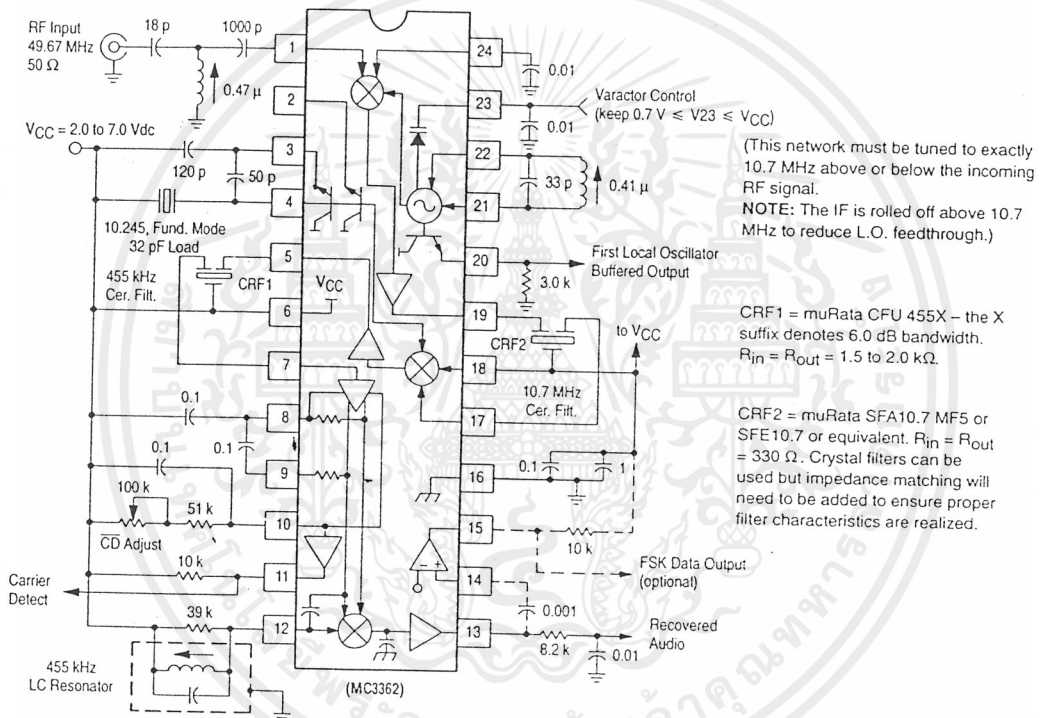 RF Input
49.67 MHz
50 Ω
18 p
1000 p
0.47 µ
VCC = 2.0 to 7.0 Vdc
120 p
50 p
10.245, Fund. Mode
32 pF Load
455 kHz
Cer. Filt.
CRF1
VCC
0.1
0.1
0.1
100 k
51 k
CD Adjust
10 k
Carrier
Detect
39 k
455 kHz
LC Resonator
1
2
3
4
5
6
7
8
9
10
11
12
24
23
22
21
20
19
18
17
16
15
14
13
(MC3362)
0.01
Varactor Control
(keep 0.7 V ≤ V23 ≤ VCC)
0.01
33 p
0.41 µ
First Local Oscillator
Buffered Output
3.0 k
to VCC
CRF2
10.7 MHz
Cer. Filt.
0.1
1
10 k
FSK Data Output
(optional)
0.001
Recovered
Audio
8.2 k
0.01
(This network must be tuned to exactly
10.7 MHz above or below the incoming
RF signal.
NOTE: The IF is rolled off above 10.7
MHz to reduce L.O. feedthrough.)
CRF1 = muRata CFU 455X – the X
suffix denotes 6.0 dB bandwidth.
Rin = Rout = 1.5 to 2.0 kΩ.
CRF2 = muRata SFA10.7 MF5 or
SFE10.7 or equivalent. Rin = Rout
= 330 Ω. Crystal filters can be
used but impedance matching will
need to be added to ensure proper
filter characteristics are realized.